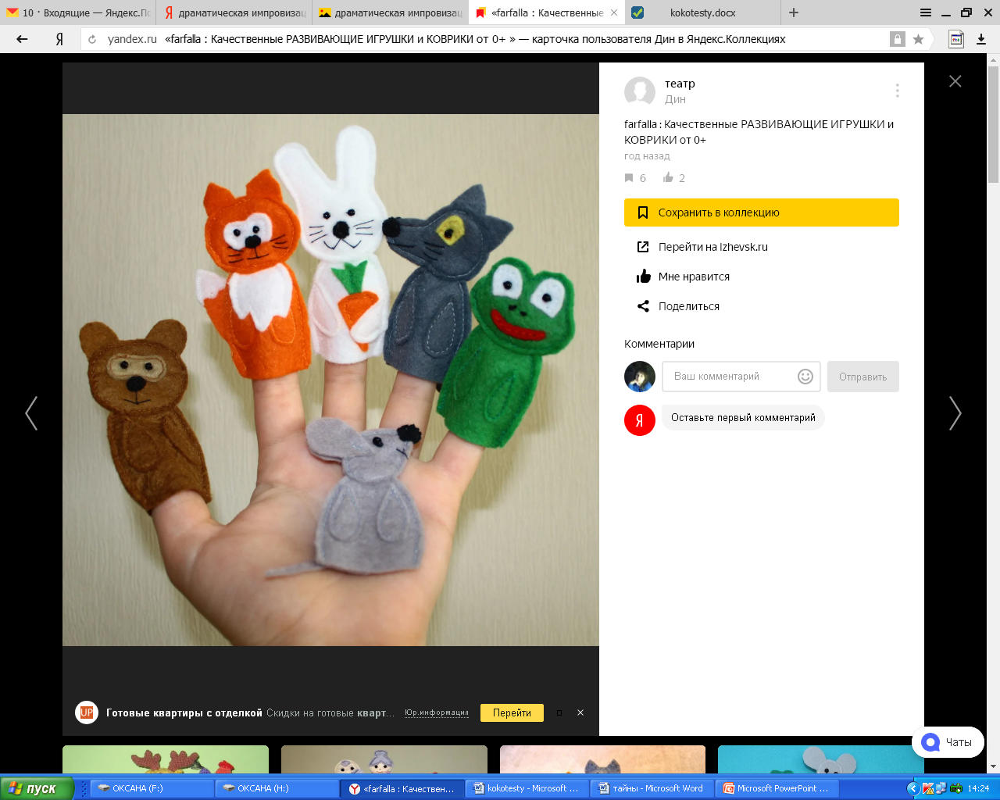 10 · Входящие — Яндекс.По
драматическая импровизац
драматическая импровизац
«farfalla : Качественные
kokotesty.docx
yandex.ru
«farfalla : Качественные РАЗВИВАЮЩИЕ ИГРУШКИ и КОВРИКИ от 0+ » — карточка пользователя Дин в Яндекс.Коллекциях
театр
Дин
farfalla : Качественные РАЗВИВАЮЩИЕ ИГРУШКИ и
КОВРИКИ от 0+
год назад
6 2
Сохранить в коллекцию
Перейти на Izhevsk.ru
Мне нравится
Поделиться
Комментарии
Ваш комментарий
Отправить
Я
Оставьте первый комментарий
UP
Готовые квартиры с отделкой Скидки на готовые кварт...
Юр.информация
Перейти
Чаты
пуск
ОКСАНА (F:)
ОКСАНА (H:)
«farfalla : Качествен...
kokotesty - Microsoft ...
тайны - Microsoft Word
Microsoft PowerPoint ...
14:24